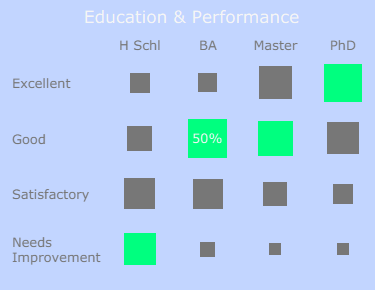 Education & Performance
H Schl BA Master PhD
Excellent
Good 50%
Satisfactory
Needs
Improvement